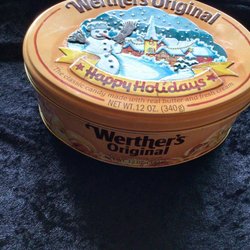 Werther's Original
Happy Holidays
The classic candy made with real butter and fresh cream
NET WT. 12 OZ. (340g)
Werther's
Original